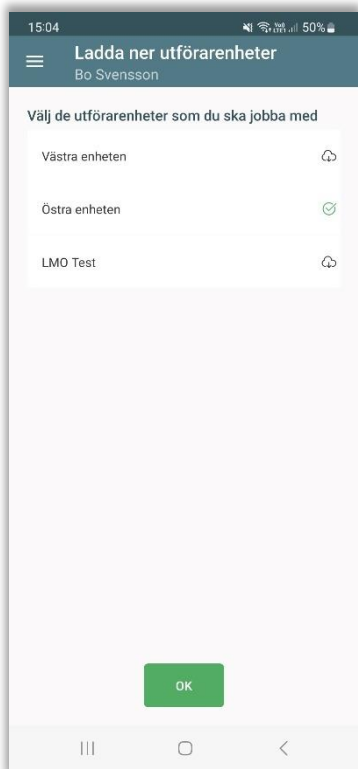 15:04 50%
Ladda ner utförarenheter
Bo Svensson
Välj de utförarenheter som du ska jobba med
Västra enheten
Östra enheten
LMO Test
OK